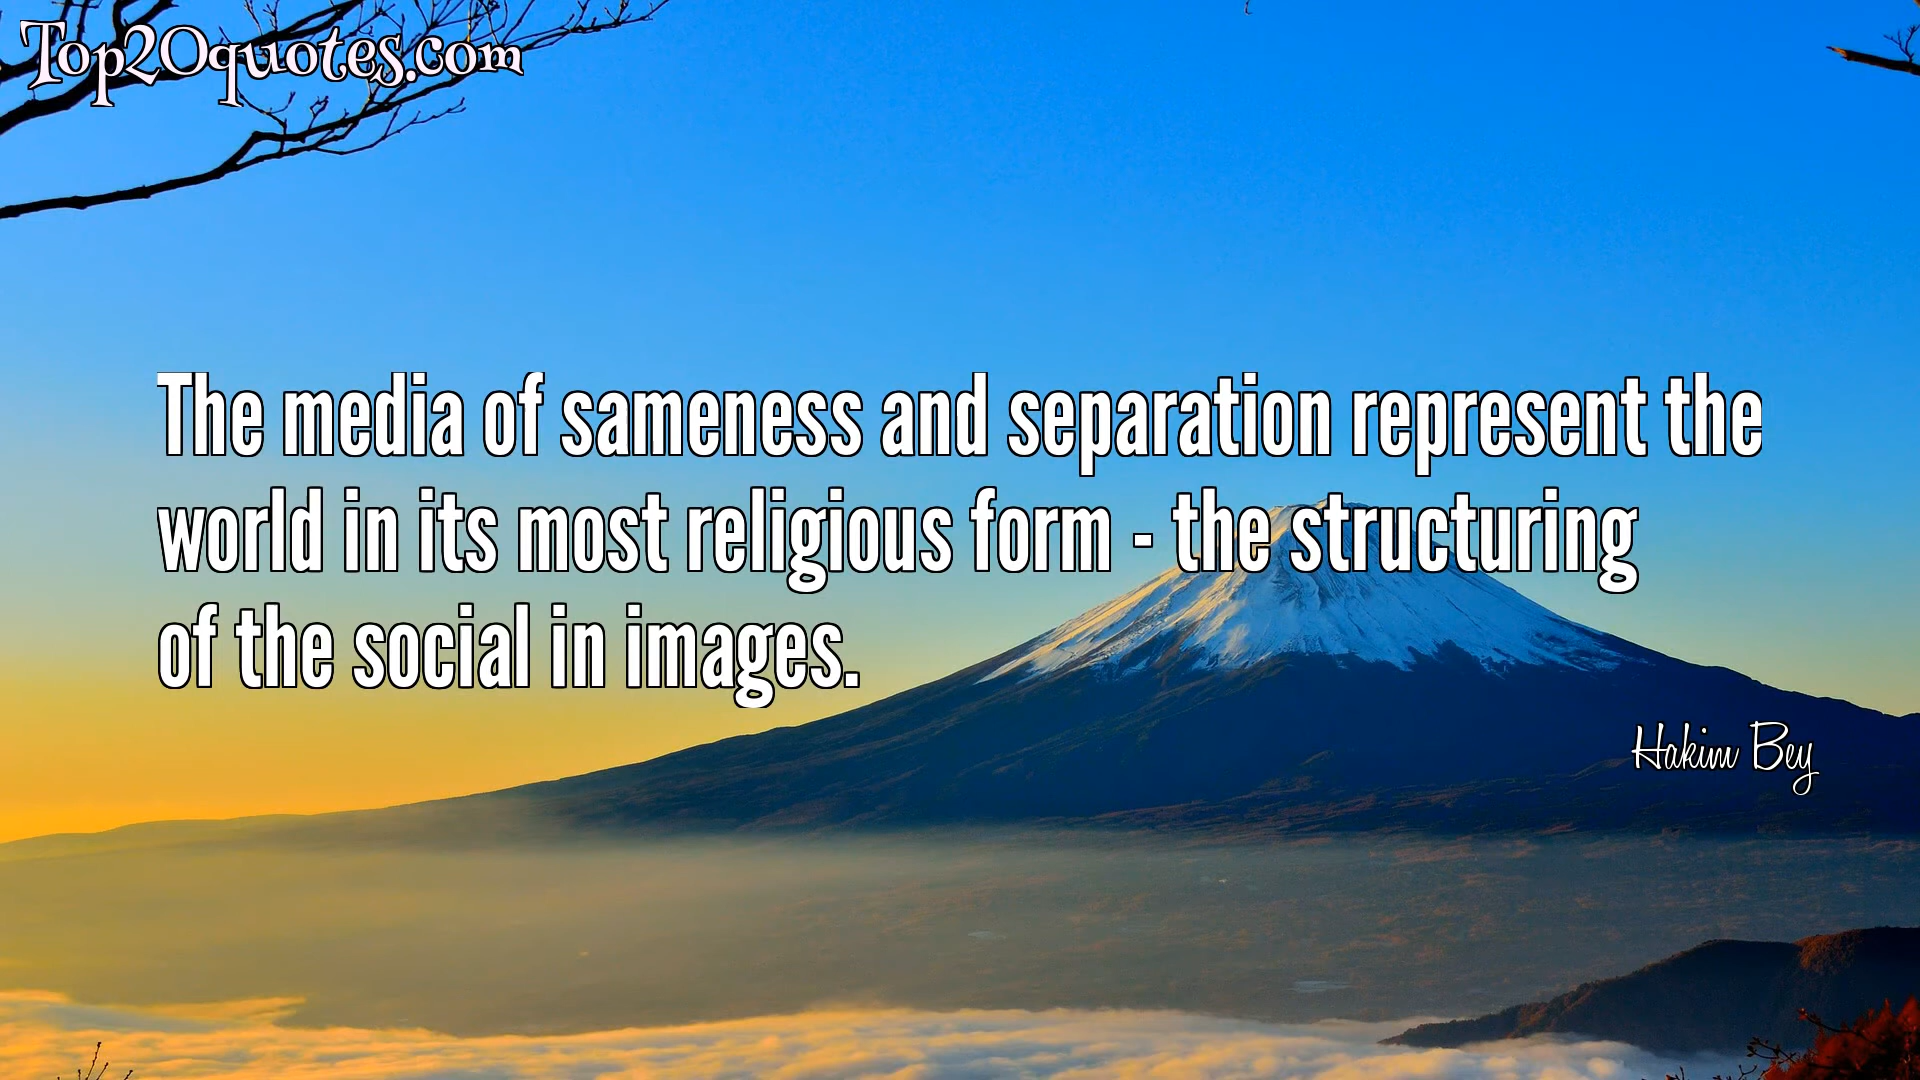 Top20quotes.com
The media of sameness and separation represent the
world in its most religious form - the structuring
of the social in images.
Hakim Bey